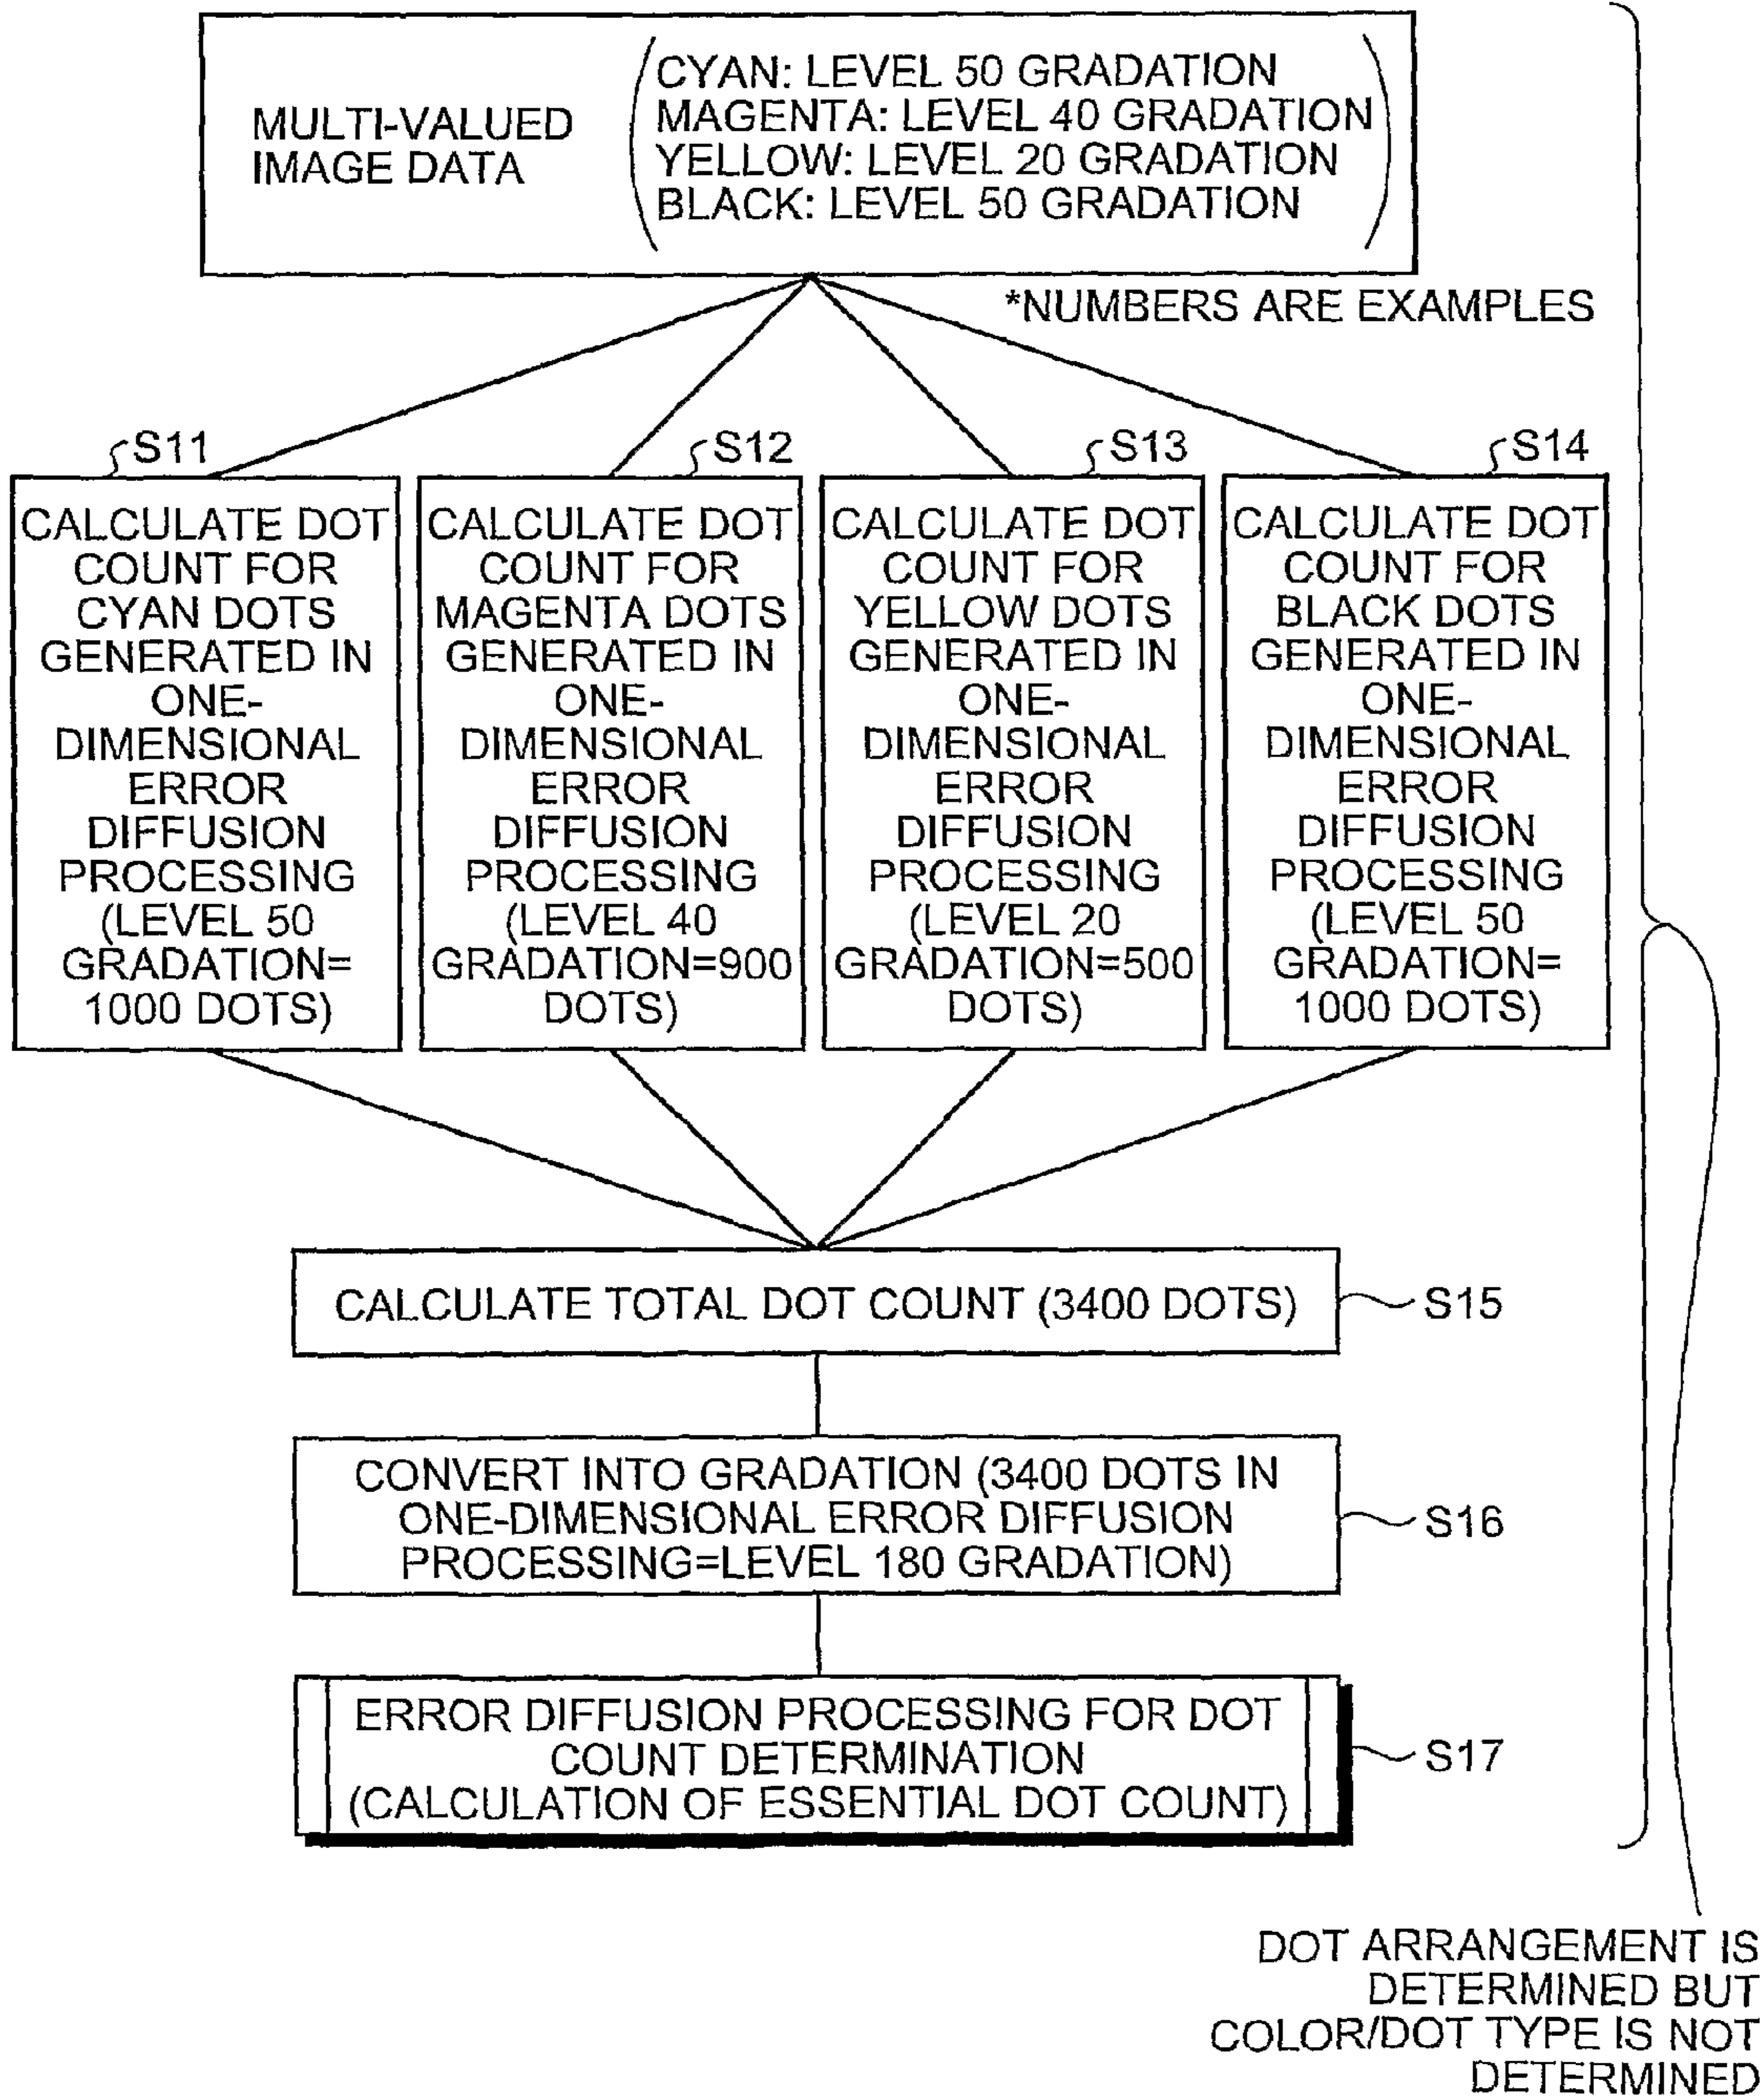 MULTI-VALUED
IMAGE DATA
CYAN: LEVEL 50 GRADATION
MAGENTA: LEVEL 40 GRADATION
YELLOW: LEVEL 20 GRADATION
BLACK: LEVEL 50 GRADATION
*NUMBERS ARE EXAMPLES
S11
CALCULATE DOT
COUNT FOR
CYAN DOTS
GENERATED IN
ONE-
DIMENSIONAL
ERROR
DIFFUSION
PROCESSING
(LEVEL 50
GRADATION=
1000 DOTS)
S12
CALCULATE DOT
COUNT FOR
MAGENTA DOTS
GENERATED IN
ONE-
DIMENSIONAL
ERROR
DIFFUSION
PROCESSING
(LEVEL 40
GRADATION=900
DOTS)
S13
CALCULATE DOT
COUNT FOR
YELLOW DOTS
GENERATED IN
ONE-
DIMENSIONAL
ERROR
DIFFUSION
PROCESSING
(LEVEL 20
GRADATION=500
DOTS)
S14
CALCULATE DOT
COUNT FOR
BLACK DOTS
GENERATED IN
ONE-
DIMENSIONAL
ERROR
DIFFUSION
PROCESSING
(LEVEL 50
GRADATION=
1000 DOTS)
CALCULATE TOTAL DOT COUNT (3400 DOTS)
S15
CONVERT INTO GRADATION (3400 DOTS IN
ONE-DIMENSIONAL ERROR DIFFUSION
PROCESSING=LEVEL 180 GRADATION)
S16
ERROR DIFFUSION PROCESSING FOR DOT
COUNT DETERMINATION
(CALCULATION OF ESSENTIAL DOT COUNT)
S17
DOT ARRANGEMENT IS
DETERMINED BUT
COLOR/DOT TYPE IS NOT
DETERMINED